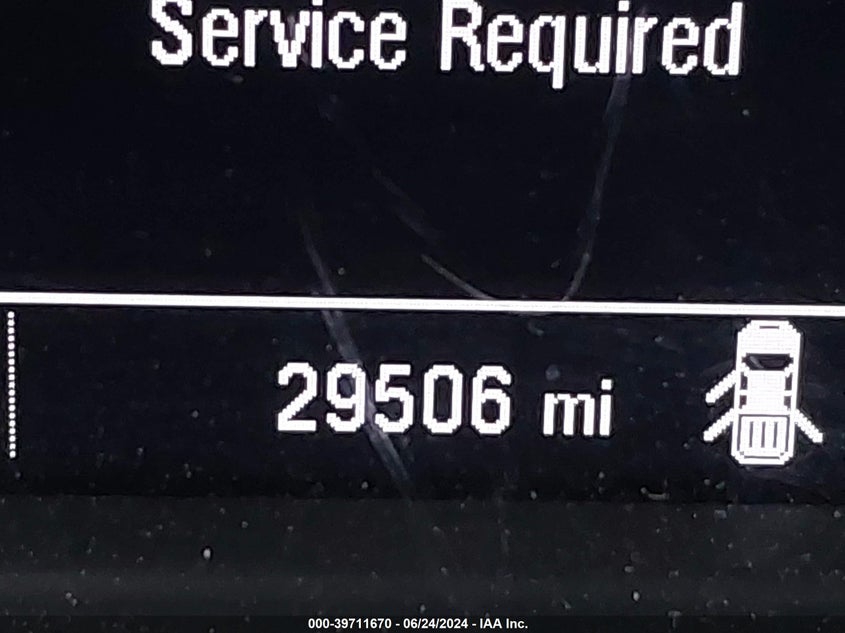 Service Required
29506 mi
000-39711670 - 06/24/2024 - IAA Inc.